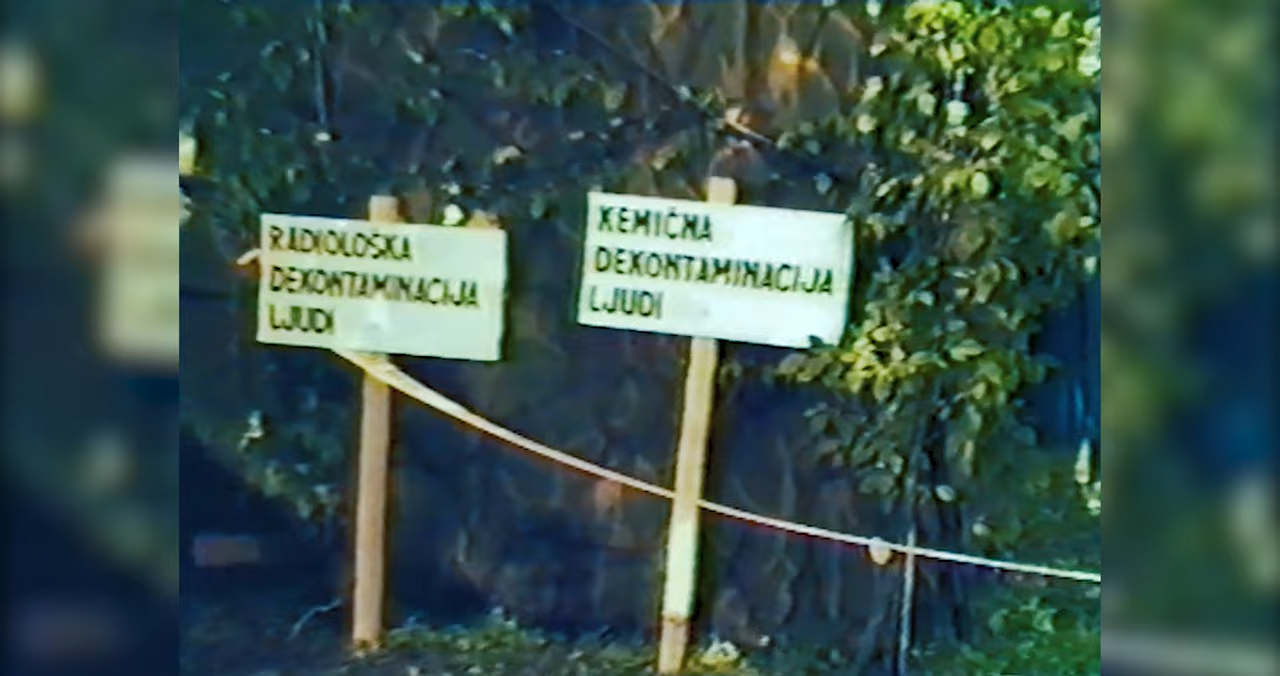 RADIOLOŠKA
DEKONTAMINACIJA
LJUDI
KEMIČNA
DEKONTAMINACIJA
LJUDI